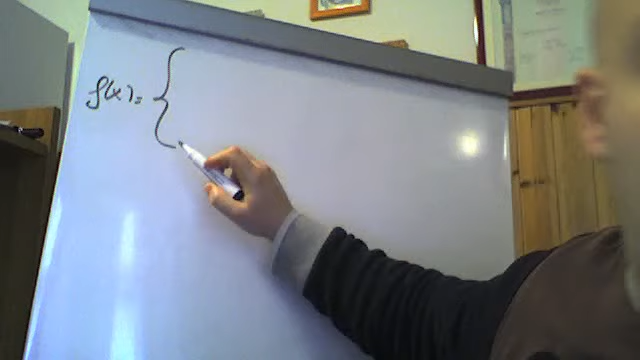 f(x)= {